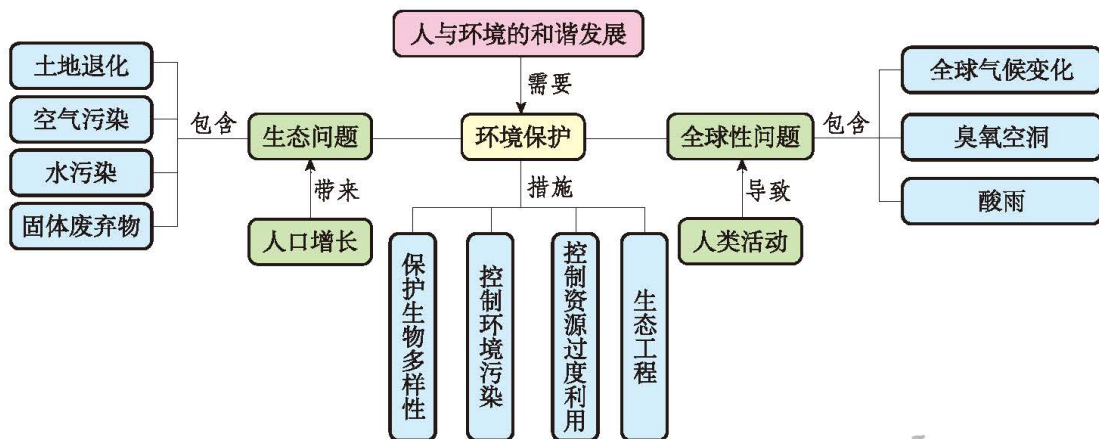 人与环境的和谐发展
需要
土地退化
空气污染
水污染
固体废弃物
包含
生态问题
带来
人口增长
环境保护
措施
保护生物多样性
控制环境污染
控制资源过度利用
生态工程
全球性问题
导致
人类活动
包含
全球气候变化
臭氧空洞
酸雨